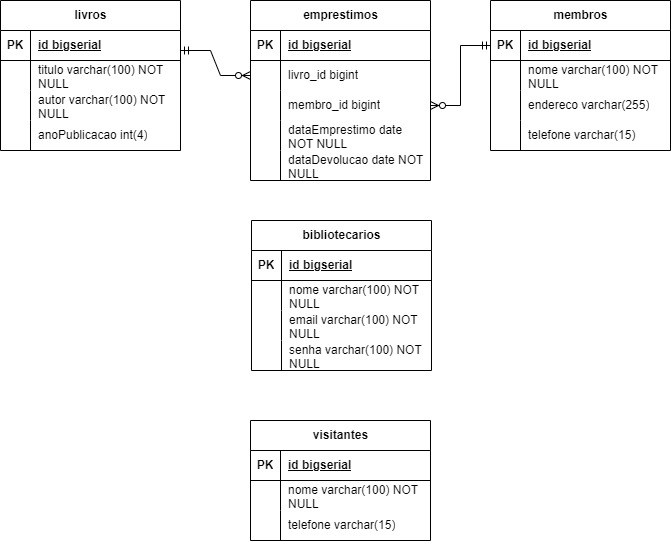 livros
PK id bigserial
titulo varchar(100) NOT
NULL
autor varchar(100) NOT
NULL
anoPublicacao int(4)
emprestimos
PK id bigserial
livro_id bigint
membro_id bigint
dataEmprestimo date
NOT NULL
dataDevolucao date NOT
NULL
membros
PK id bigserial
nome varchar(100) NOT
NULL
endereco varchar(255)
telefone varchar(15)
bibliotecarios
PK id bigserial
nome varchar(100) NOT
NULL
email varchar(100) NOT
NULL
senha varchar(100) NOT
NULL
visitantes
PK id bigserial
nome varchar(100) NOT
NULL
telefone varchar(15)